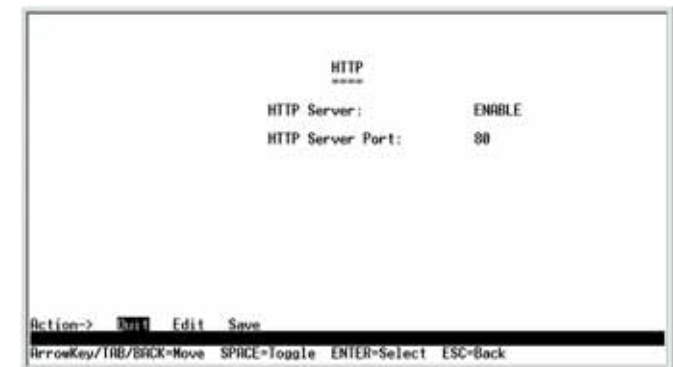 HTTP
====
HTTP Server: ENABLE
HTTP Server Port: 80
Action-> Quit Edit Save
ArrowKey/TAB/BACK=Move SPACE=Toggle ENTER=Select ESC=Back